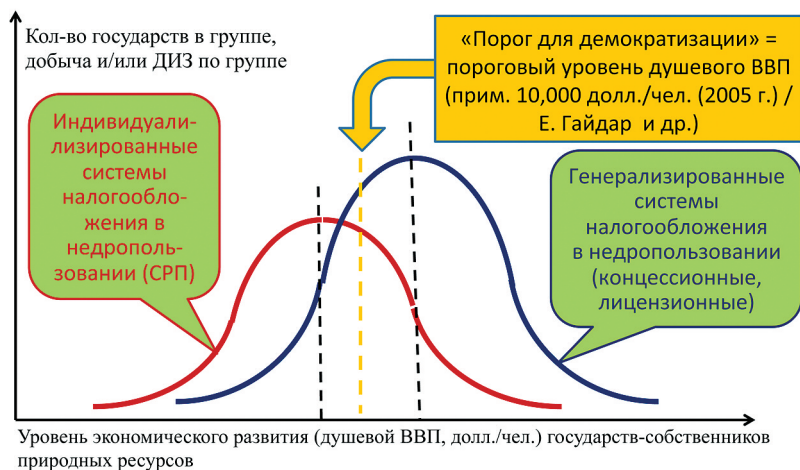 Кол-во государств в группе,
добыча и/или ДИЗ по группе
«Порог для демократизации» =
пороговый уровень душевого ВВП
(прим. 10,000 долл./чел. (2005 г.) /
Е. Гайдар и др.)
Индивидуали-
лизированные
системы
налогообло-
жения в
недрополь-
зовании (СРП)
Генерализированные
системы
налогообложения
в недропользовании
(концессионные,
лицензионные)
Уровень экономического развития (душевой ВВП, долл./чел.) государств-собственников
природных ресурсов